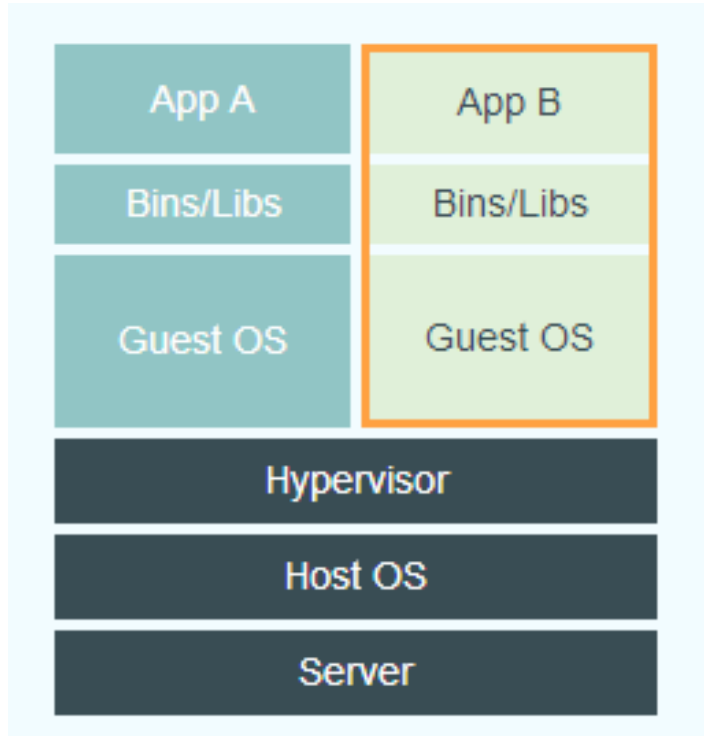 App A
App B
Bins/Libs
Bins/Libs
Guest OS
Guest OS
Hypervisor
Host OS
Server